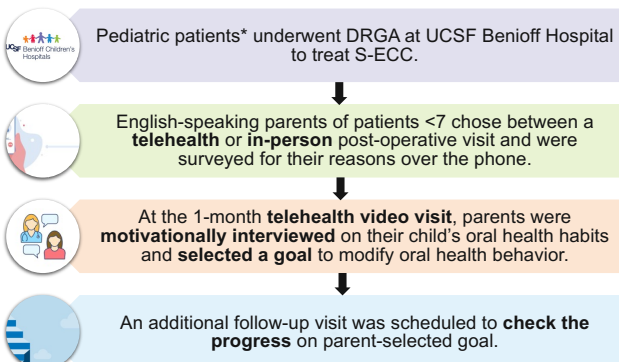 UCSF Benioff Children's
Hospitals
Pediatric patients* underwent DRGA at UCSF Benioff Hospital
to treat S-ECC.
English-speaking parents of patients <7 chose between a
telehealth or in-person post-operative visit and were
surveyed for their reasons over the phone.
At the 1-month telehealth video visit, parents were
motivationally interviewed on their child's oral health habits
and selected a goal to modify oral health behavior.
An additional follow-up visit was scheduled to check the
progress on parent-selected goal.